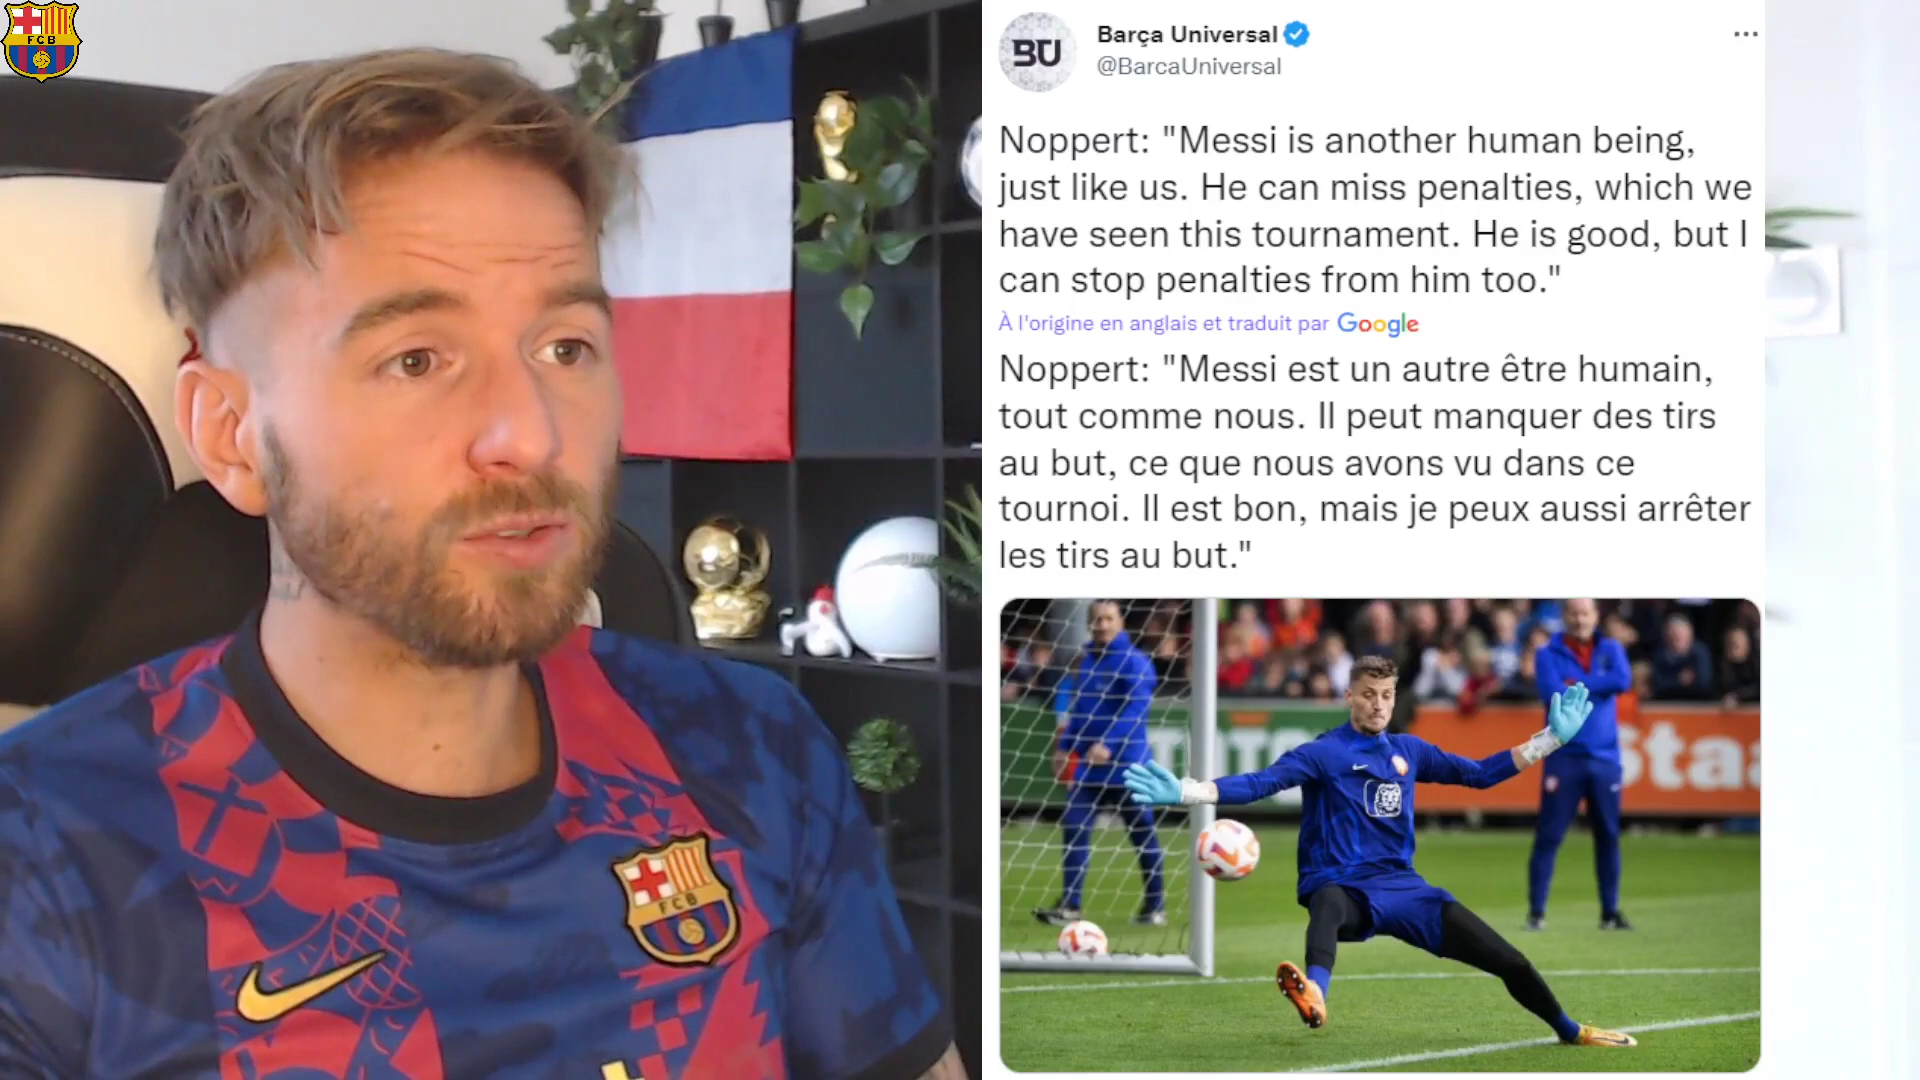 FCB
BU
Barça Universal
@BarcaUniversal
Noppert: "Messi is another human being,
just like us. He can miss penalties, which we
have seen this tournament. He is good, but I
can stop penalties from him too."
À l'origine en anglais et traduit par Google
Noppert: "Messi est un autre être humain,
tout comme nous. Il peut manquer des tirs
au but, ce que nous avons vu dans ce
tournoi. Il est bon, mais je peux aussi arrêter
les tirs au but."
FCB